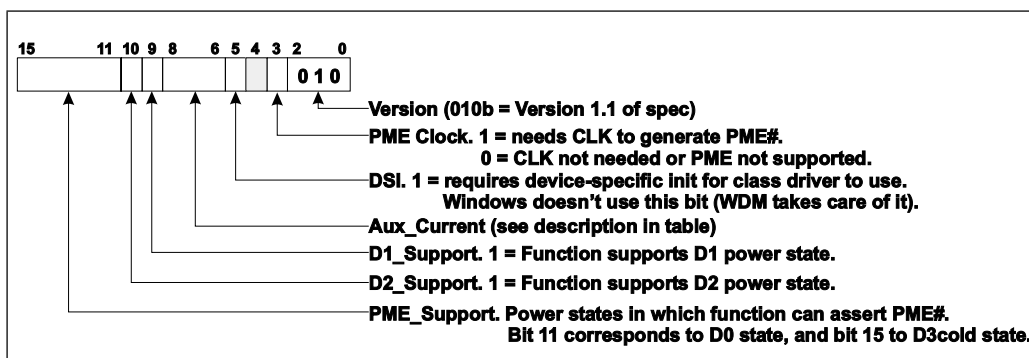 15 11 10 9 8 6 5 4 3 2 0
0 1 0
Version (010b = Version 1.1 of spec)
PME Clock. 1 = needs CLK to generate PME#.
0 = CLK not needed or PME not supported.
DSI. 1 = requires device-specific init for class driver to use.
Windows doesn't use this bit (WDM takes care of it).
Aux_Current (see description in table)
D1_Support. 1 = Function supports D1 power state.
D2_Support. 1 = Function supports D2 power state.
PME_Support. Power states in which function can assert PME#.
Bit 11 corresponds to D0 state, and bit 15 to D3cold state.